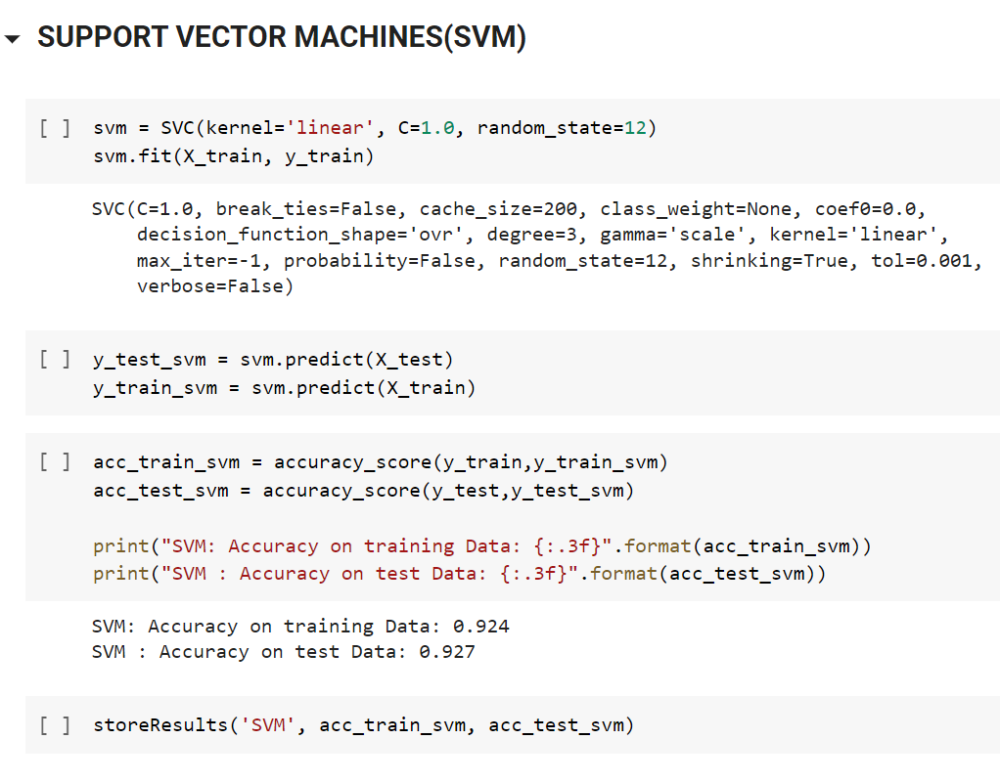 SUPPORT VECTOR MACHINES(SVM)
[ ] svm = SVC(kernel='linear', C=1.0, random_state=12)
svm.fit(X_train, y_train)
SVC(C=1.0, break_ties=False, cache_size=200, class_weight=None, coef0=0.0,
    decision_function_shape='ovr', degree=3, gamma='scale', kernel='linear',
    max_iter=-1, probability=False, random_state=12, shrinking=True, tol=0.001,
    verbose=False)
[ ] y_test_svm = svm.predict(X_test)
y_train_svm = svm.predict(X_train)
[ ] acc_train_svm = accuracy_score(y_train,y_train_svm)
acc_test_svm = accuracy_score(y_test,y_test_svm)
print("SVM: Accuracy on training Data: {:.3f}".format(acc_train_svm))
print("SVM : Accuracy on test Data: {:.3f}".format(acc_test_svm))
SVM: Accuracy on training Data: 0.924
SVM : Accuracy on test Data: 0.927
[ ] storeResults('SVM', acc_train_svm, acc_test_svm)